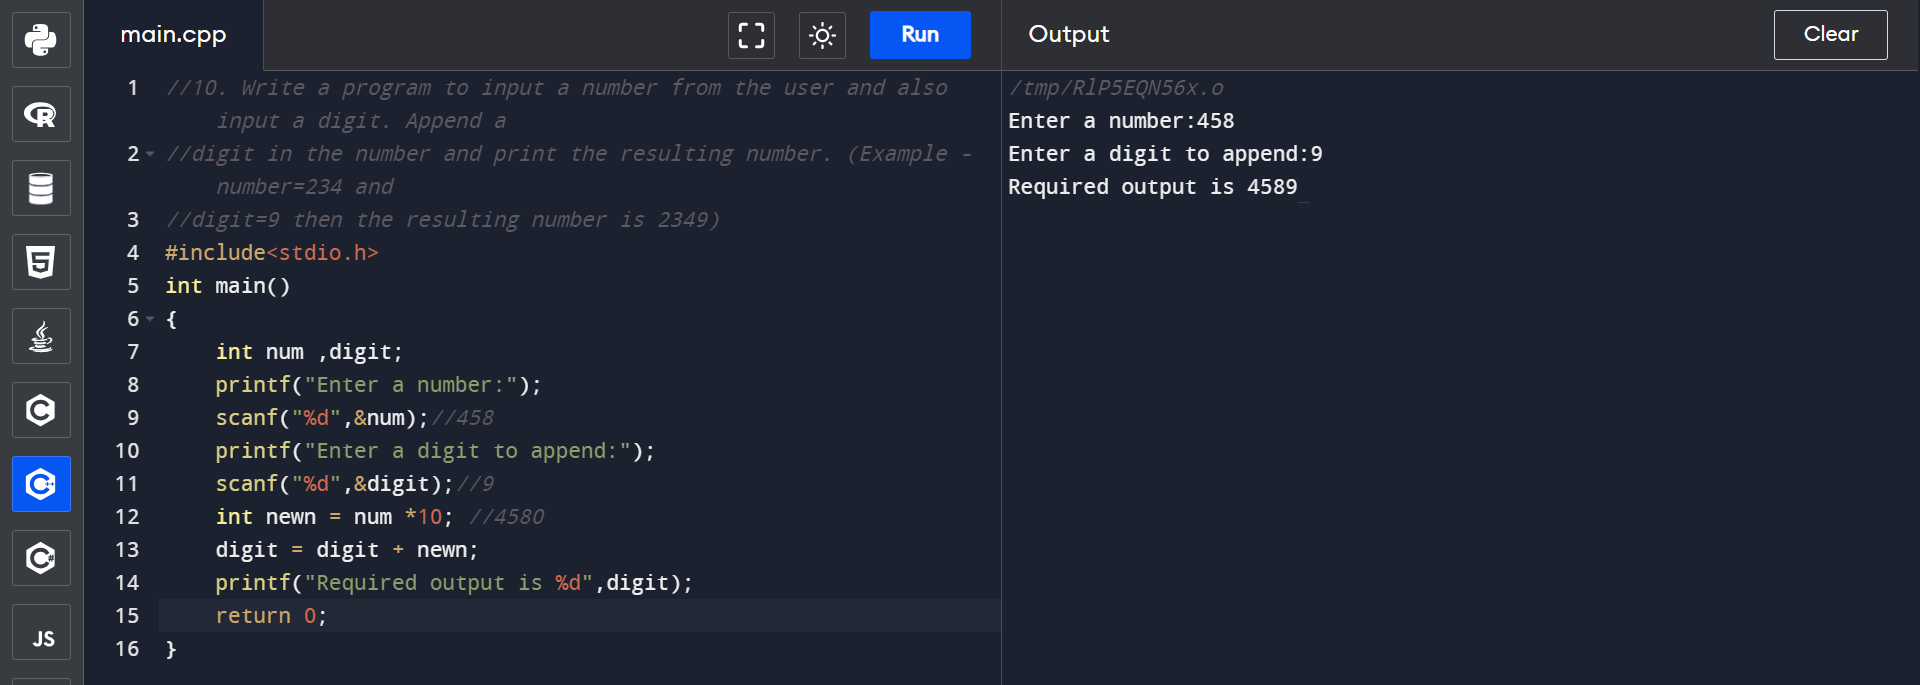 main.cpp
Run
Output
Clear
1 //10. Write a program to input a number from the user and also
input a digit. Append a
2 //digit in the number and print the resulting number. (Example -
number=234 and
3 //digit=9 then the resulting number is 2349)
4 #include<stdio.h>
5 int main()
6 {
7 int num ,digit;
8 printf("Enter a number:");
9 scanf("%d",&num);//458
10 printf("Enter a digit to append:");
11 scanf("%d",&digit);//9
12 int newn = num *10; //4580
13 digit = digit + newn;
14 printf("Required output is %d",digit);
15 return 0;
16 }
/tmp/RlP5EQN56x.o
Enter a number:458
Enter a digit to append:9
Required output is 4589_
R
5
C
C++
C#
JS